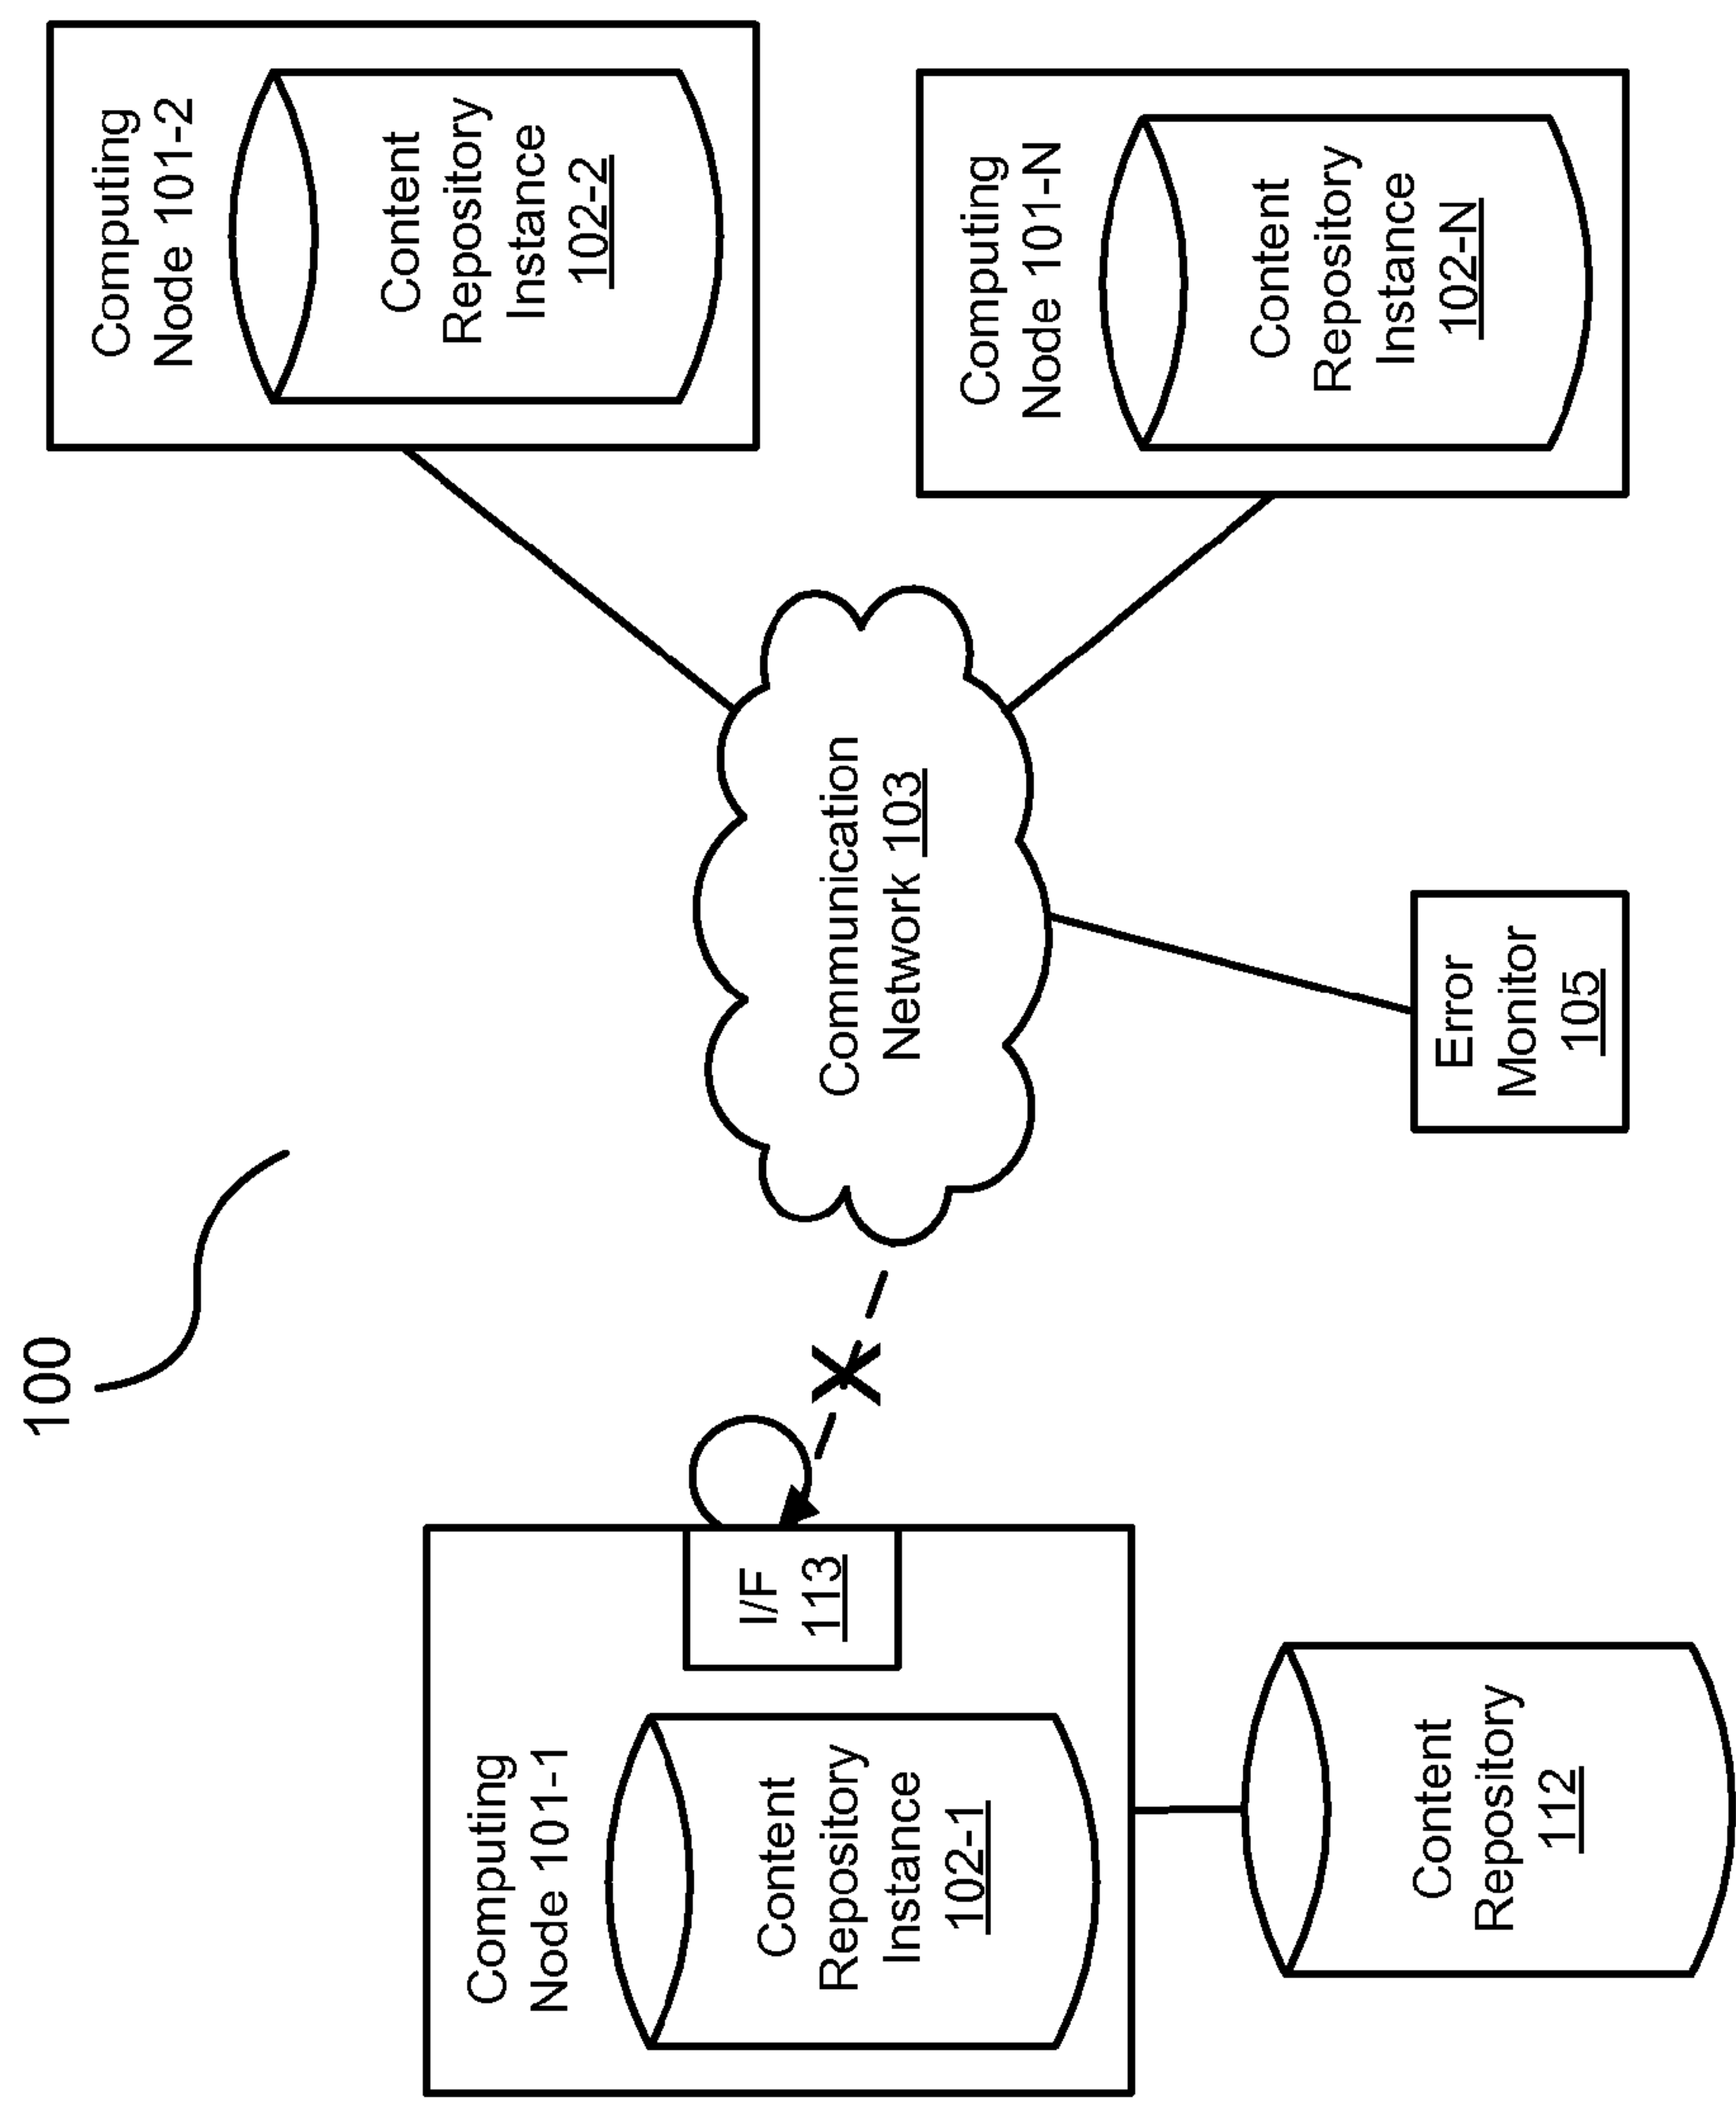 100
Computing
Node 101-1
Content
Repository
Instance
102-1
I/F
113
Content
Repository
112
Communication
Network 103
Error
Monitor
105
Computing
Node 101-2
Content
Repository
Instance
102-2
Computing
Node 101-N
Content
Repository
Instance
102-N
X